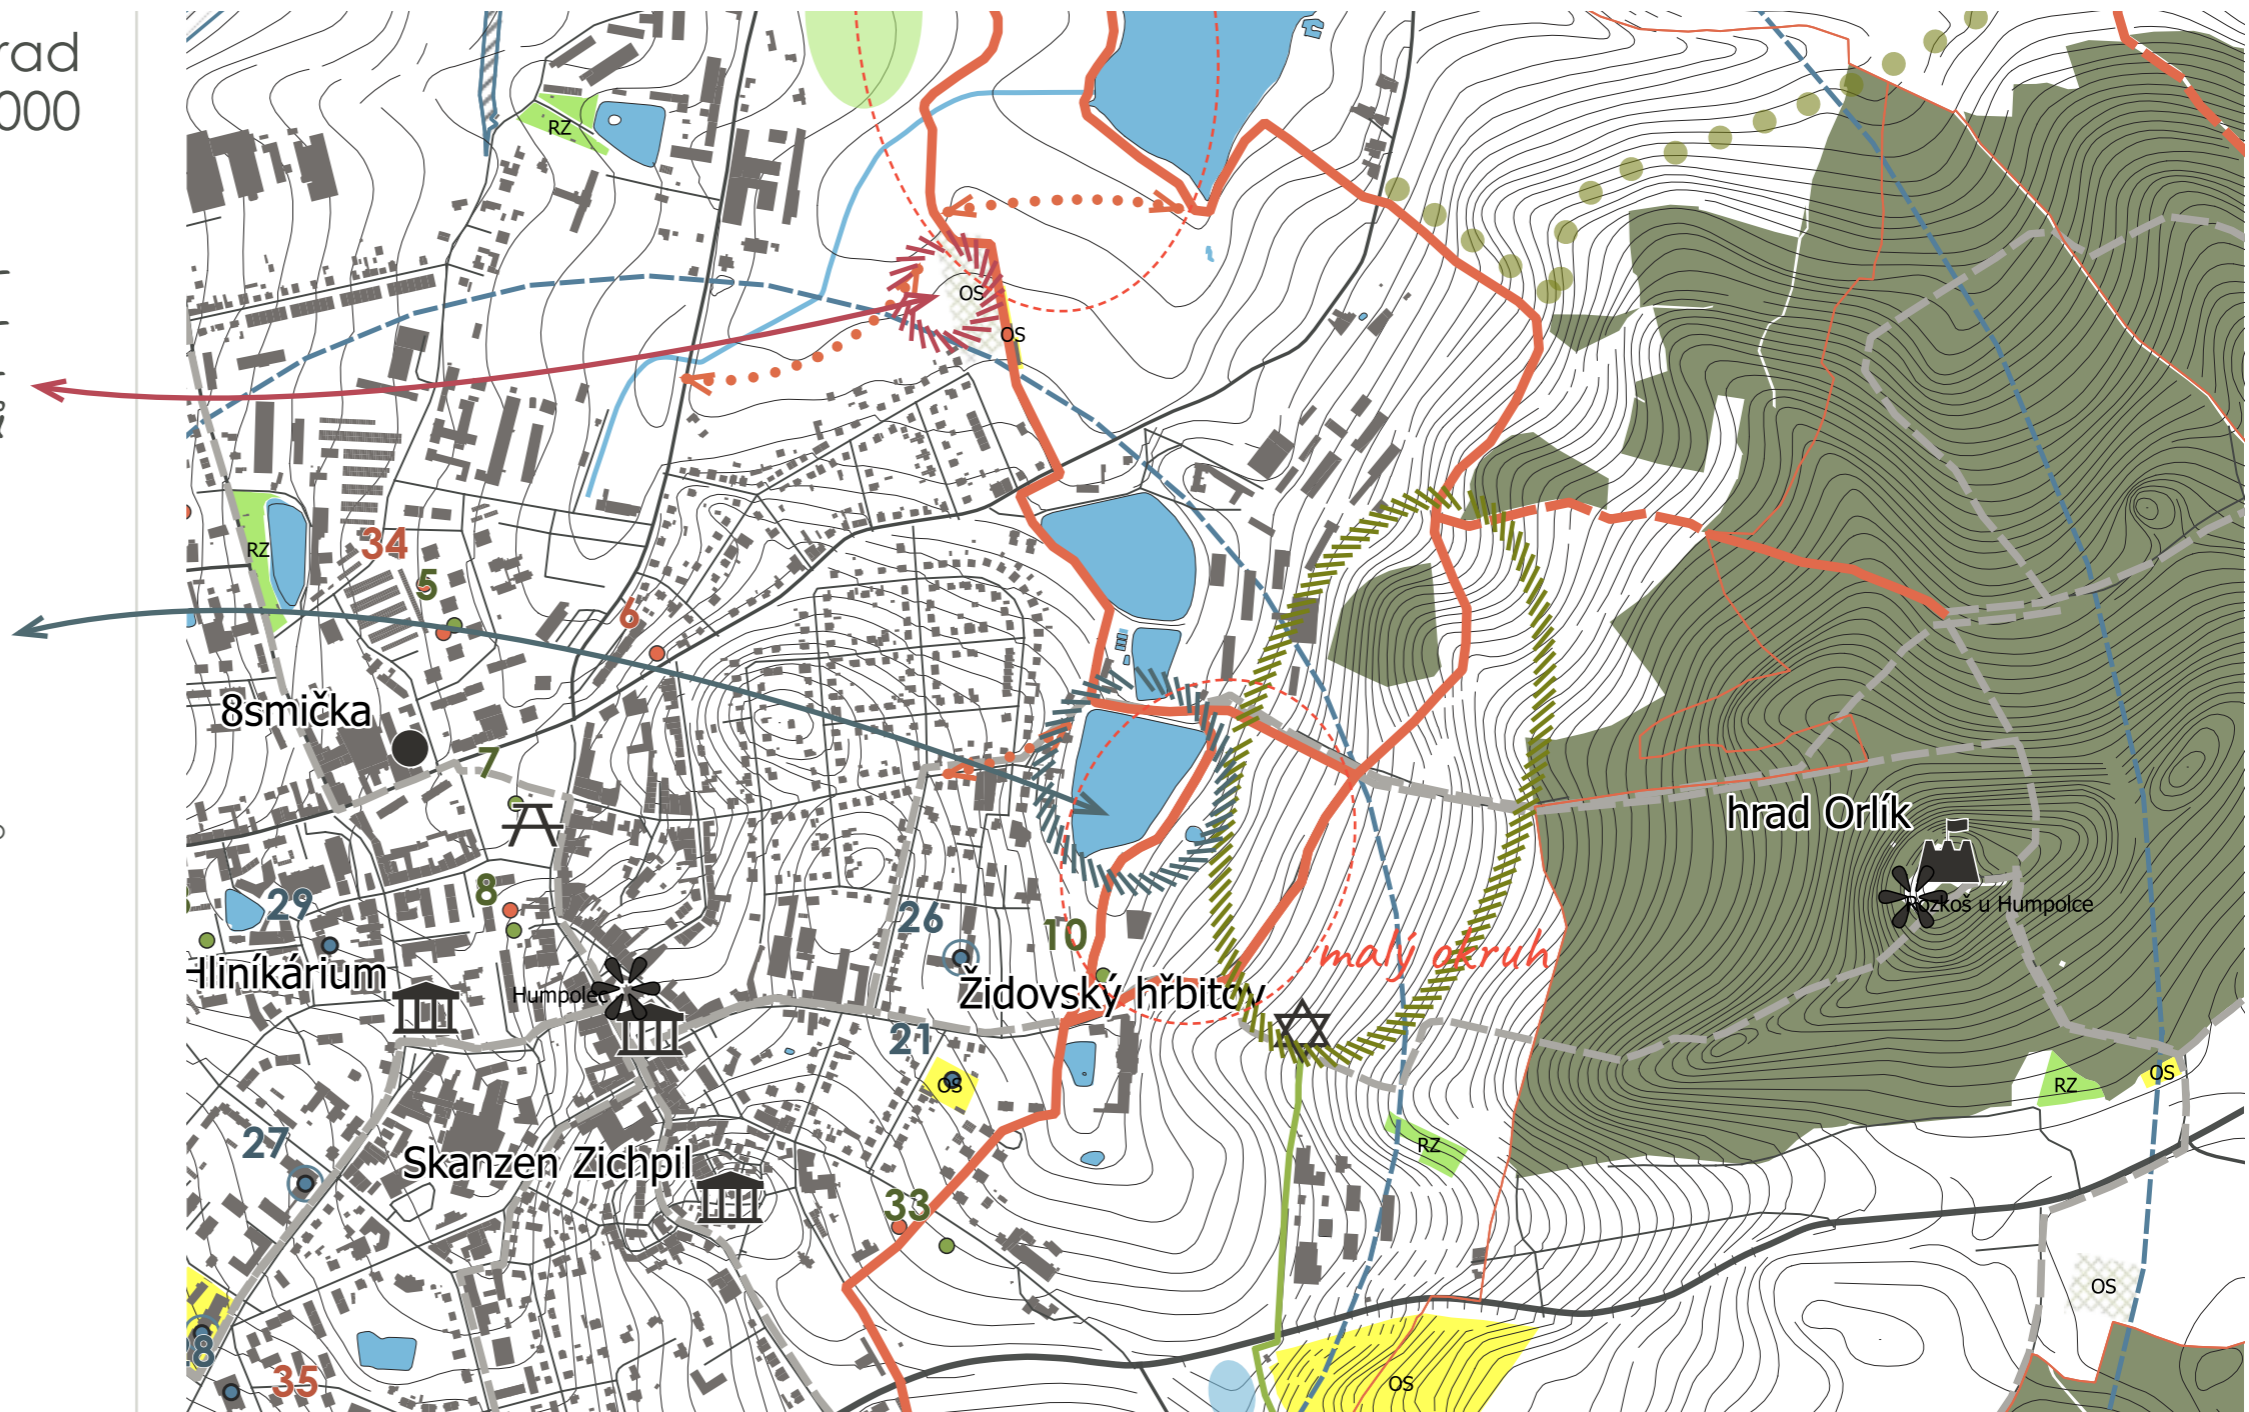 rad
000
RZ
OS
OS
RZ
34
5
6
8smička
7
hrad Orlík
8
29
26
10
Rozkoš u Humpolce
malý okruh
Hliníkárium
Humpolec
Židovský hřbitov
21
OS
RZ
OS
27
RZ
Skanzen Zichpil
33
OS
8
35
OS